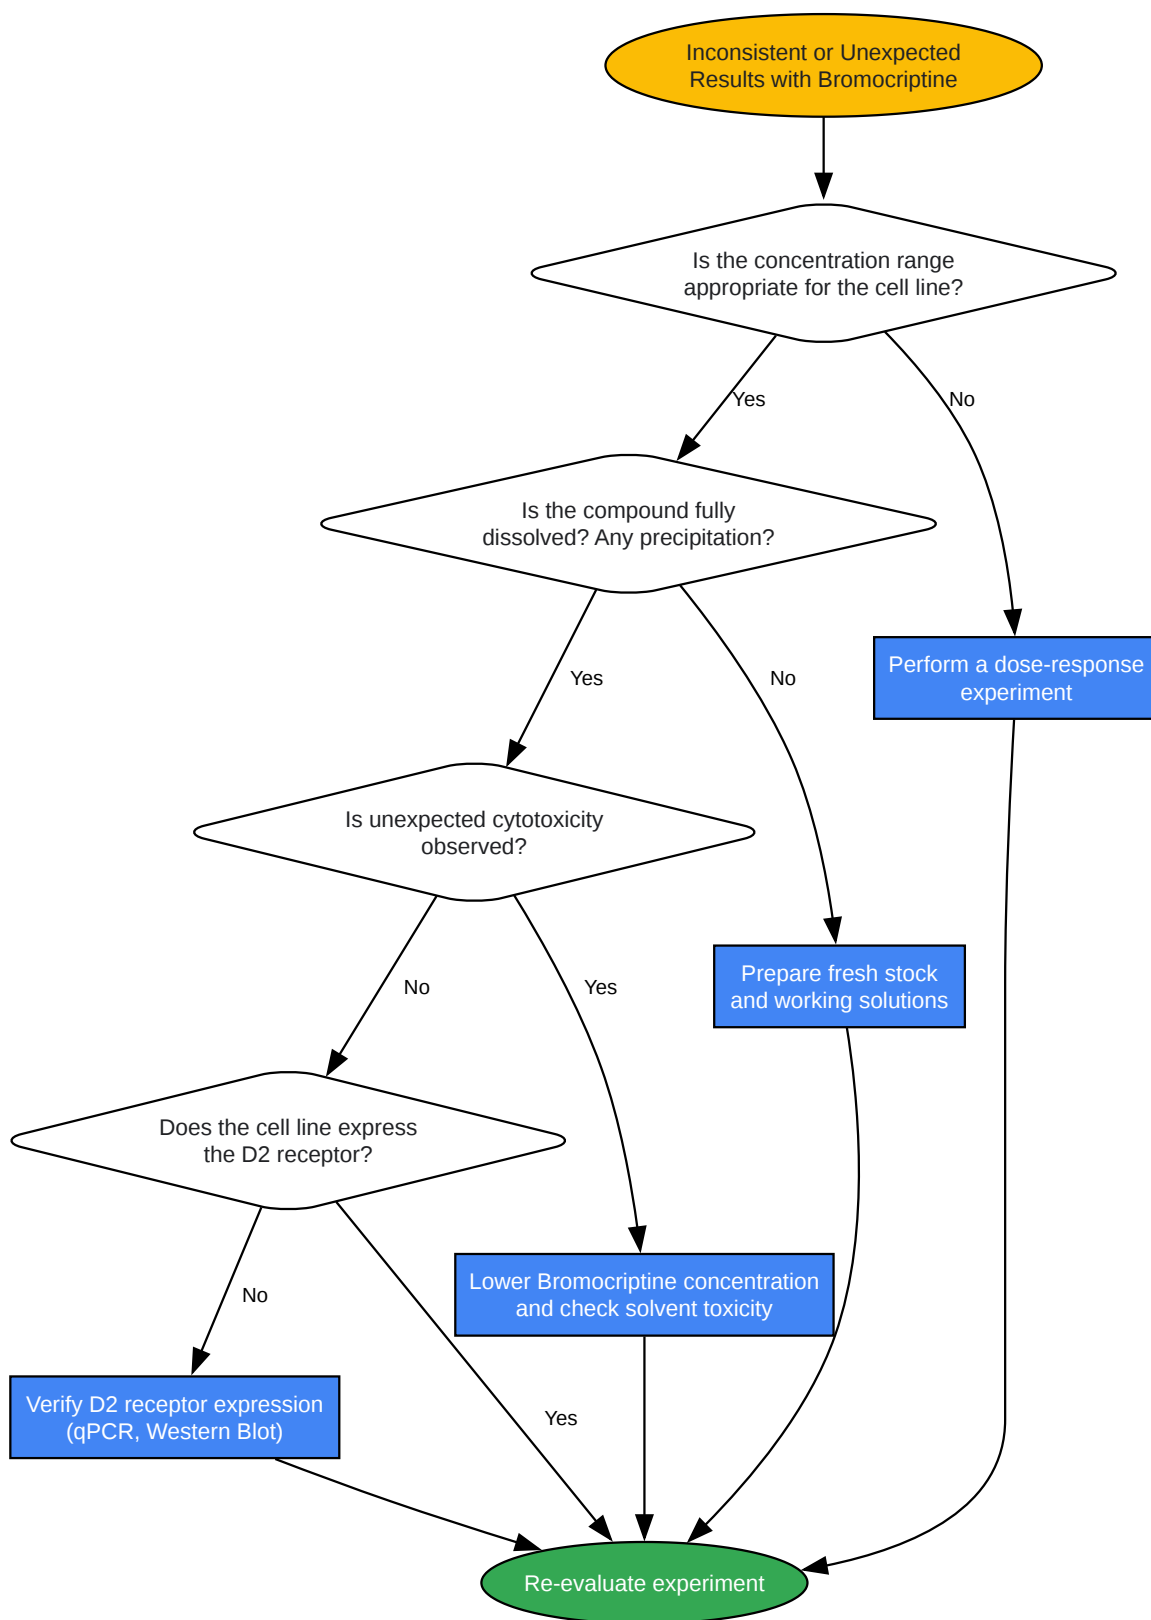 Inconsistent or Unexpected
Results with Bromocriptine
Is the concentration range
appropriate for the cell line?
Yes
No
Is the compound fully
dissolved? Any precipitation?
Yes
No
Perform a dose-response
experiment
Is unexpected cytotoxicity
observed?
No
Yes
Prepare fresh stock
and working solutions
Does the cell line express
the D2 receptor?
No
Yes
Lower Bromocriptine concentration
and check solvent toxicity
Verify D2 receptor expression
(qPCR, Western Blot)
Re-evaluate experiment